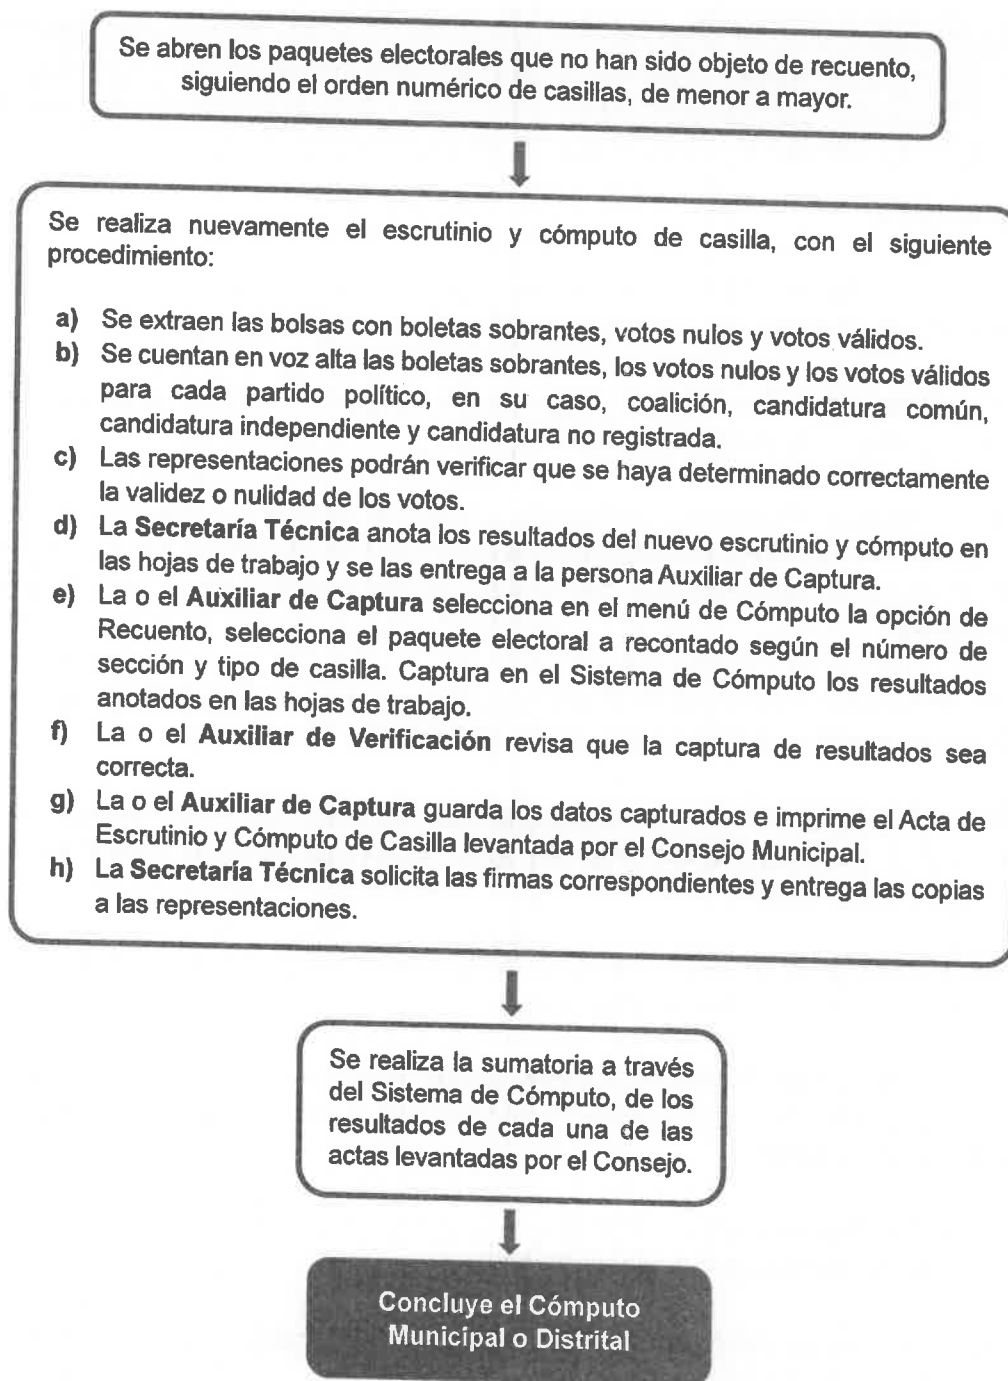 Se abren los paquetes electorales que no han sido objeto de recuento,
siguiendo el orden numérico de casillas, de menor a mayor.
Se realiza nuevamente el escrutinio y cómputo de casilla, con el siguiente
procedimiento:
a) Se extraen las bolsas con boletas sobrantes, votos nulos y votos válidos.
b) Se cuentan en voz alta las boletas sobrantes, los votos nulos y los votos válidos
para cada partido político, en su caso, coalición, candidatura común,
candidatura independiente y candidatura no registrada.
c) Las representaciones podrán verificar que se haya determinado correctamente
la validez o nulidad de los votos.
d) La Secretaría Técnica anota los resultados del nuevo escrutinio y cómputo en
las hojas de trabajo y se las entrega a la persona Auxiliar de Captura.
e) La o el Auxiliar de Captura selecciona en el menú de Cómputo la opción de
Recuento, selecciona el paquete electoral a recontado según el número de
sección y tipo de casilla. Captura en el Sistema de Cómputo los resultados
anotados en las hojas de trabajo.
f) La o el Auxiliar de Verificación revisa que la captura de resultados sea
correcta.
g) La o el Auxiliar de Captura guarda los datos capturados e imprime el Acta de
Escrutinio y Cómputo de Casilla levantada por el Consejo Municipal.
h) La Secretaría Técnica solicita las firmas correspondientes y entrega las copias
a las representaciones.
Se realiza la sumatoria a través
del Sistema de Cómputo, de los
resultados de cada una de las
actas levantadas por el Consejo.
Concluye el Cómputo
Municipal o Distrital